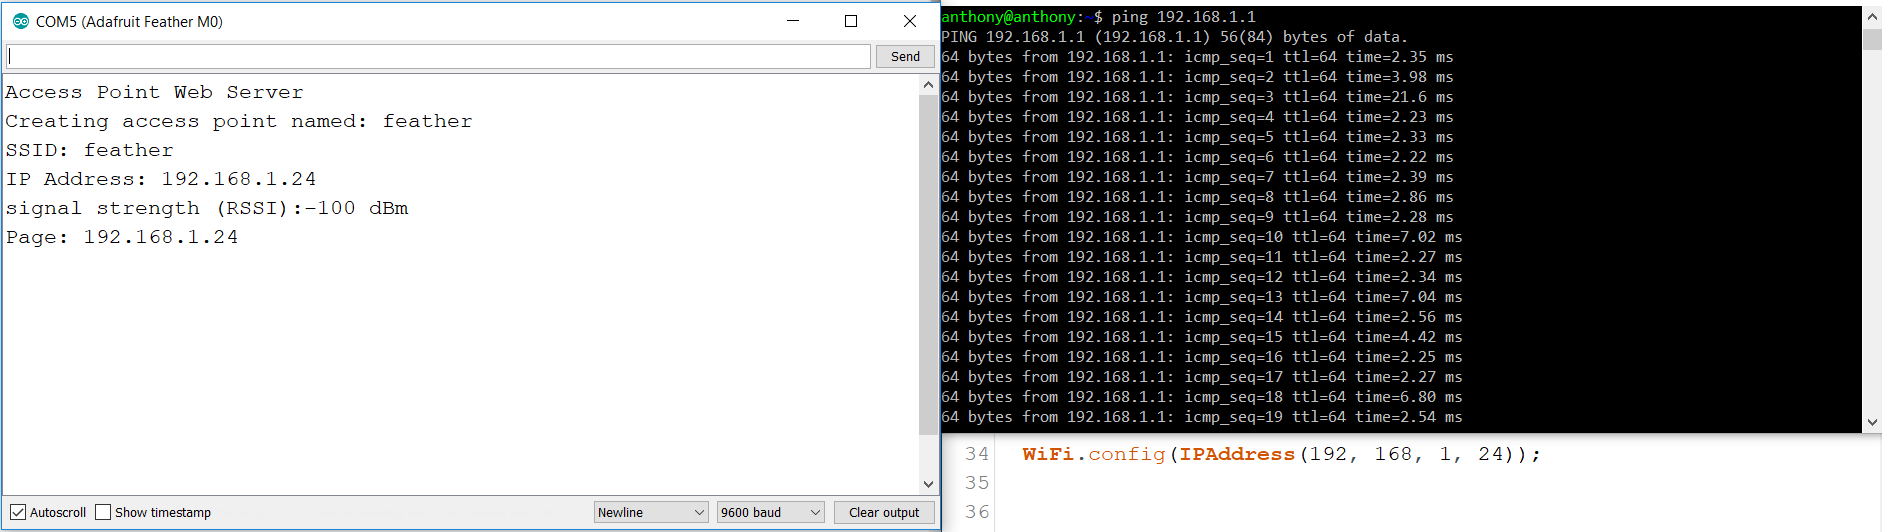 COM5 (Adafruit Feather M0)
Send
Access Point Web Server
Creating access point named: feather
SSID: feather
IP Address: 192.168.1.24
signal strength (RSSI):-100 dBm
Page: 192.168.1.24
Autoscroll
Show timestamp
Newline
9600 baud
Clear output
anthony@anthony:~$ ping 192.168.1.1
PING 192.168.1.1 (192.168.1.1) 56(84) bytes of data.
64 bytes from 192.168.1.1: icmp_seq=1 ttl=64 time=2.35 ms
64 bytes from 192.168.1.1: icmp_seq=2 ttl=64 time=3.98 ms
64 bytes from 192.168.1.1: icmp_seq=3 ttl=64 time=21.6 ms
64 bytes from 192.168.1.1: icmp_seq=4 ttl=64 time=2.23 ms
64 bytes from 192.168.1.1: icmp_seq=5 ttl=64 time=2.33 ms
64 bytes from 192.168.1.1: icmp_seq=6 ttl=64 time=2.22 ms
64 bytes from 192.168.1.1: icmp_seq=7 ttl=64 time=2.39 ms
64 bytes from 192.168.1.1: icmp_seq=8 ttl=64 time=2.86 ms
64 bytes from 192.168.1.1: icmp_seq=9 ttl=64 time=2.28 ms
64 bytes from 192.168.1.1: icmp_seq=10 ttl=64 time=7.02 ms
64 bytes from 192.168.1.1: icmp_seq=11 ttl=64 time=2.27 ms
64 bytes from 192.168.1.1: icmp_seq=12 ttl=64 time=2.34 ms
64 bytes from 192.168.1.1: icmp_seq=13 ttl=64 time=7.04 ms
64 bytes from 192.168.1.1: icmp_seq=14 ttl=64 time=2.56 ms
64 bytes from 192.168.1.1: icmp_seq=15 ttl=64 time=4.42 ms
64 bytes from 192.168.1.1: icmp_seq=16 ttl=64 time=2.25 ms
64 bytes from 192.168.1.1: icmp_seq=17 ttl=64 time=2.27 ms
64 bytes from 192.168.1.1: icmp_seq=18 ttl=64 time=6.80 ms
64 bytes from 192.168.1.1: icmp_seq=19 ttl=64 time=2.54 ms
34 WiFi.config(IPAddress(192, 168, 1, 24));
35
36